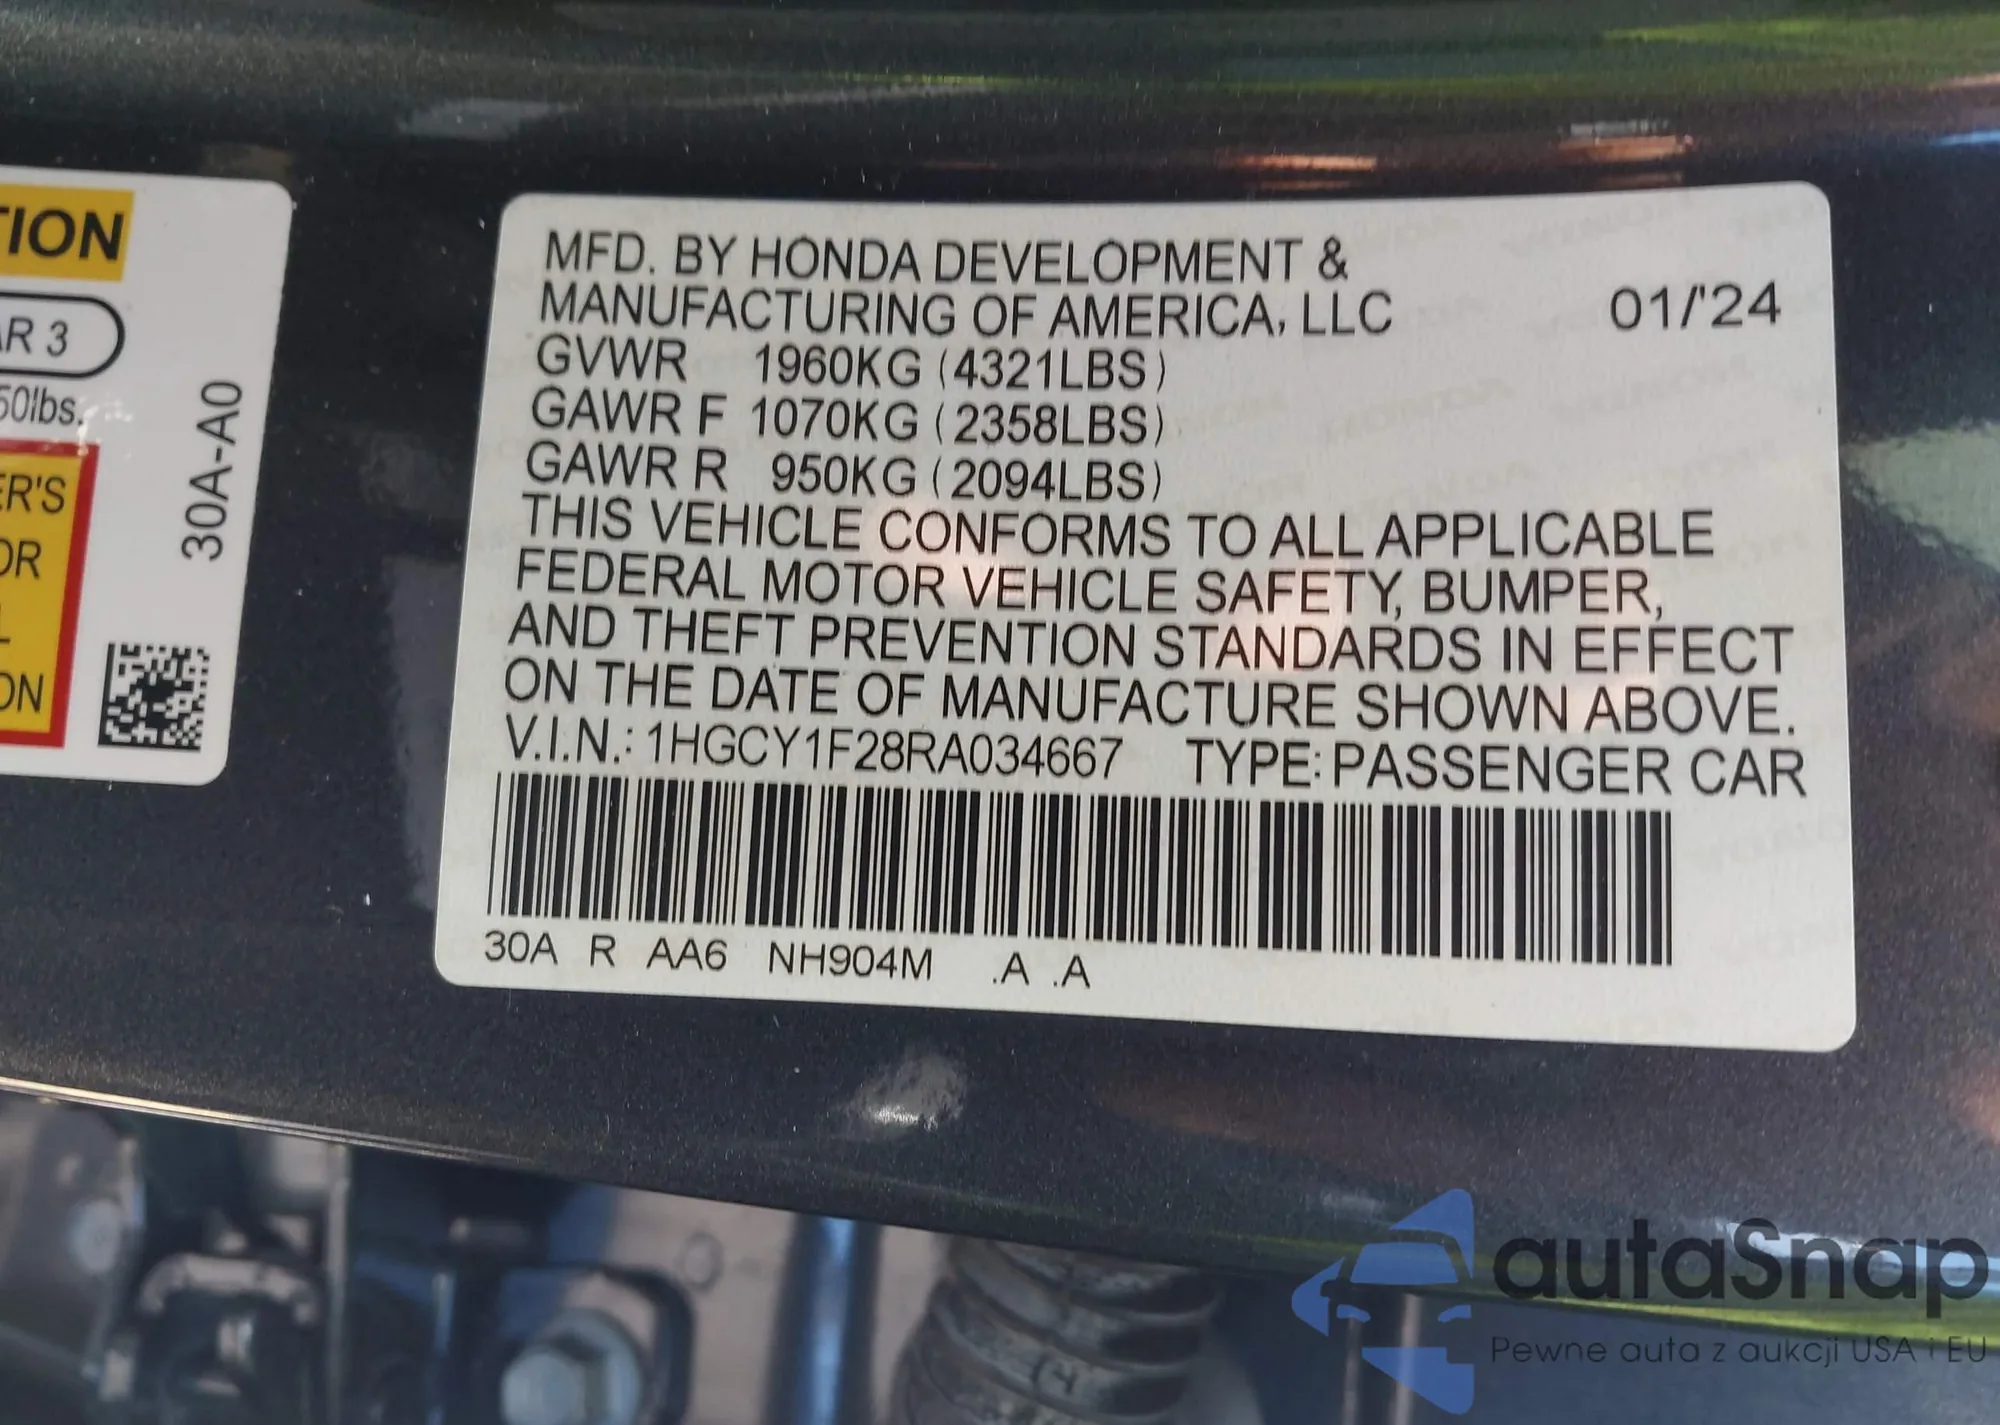 TION
AR 3
50lbs.
ER'S
OR
L
ON
30A-A0
MFD. BY HONDA DEVELOPMENT &
MANUFACTURING OF AMERICA, LLC 01/'24
GVWR 1960KG (4321LBS)
GAWR F 1070KG (2358LBS)
GAWR R 950KG (2094LBS)
THIS VEHICLE CONFORMS TO ALL APPLICABLE
FEDERAL MOTOR VEHICLE SAFETY, BUMPER,
AND THEFT PREVENTION STANDARDS IN EFFECT
ON THE DATE OF MANUFACTURE SHOWN ABOVE.
V.I.N.: 1HGCY1F28RA034667 TYPE: PASSENGER CAR
30A R AA6 NH904M .A .A
autaSnap
Pewne auta z aukcji USA i EU